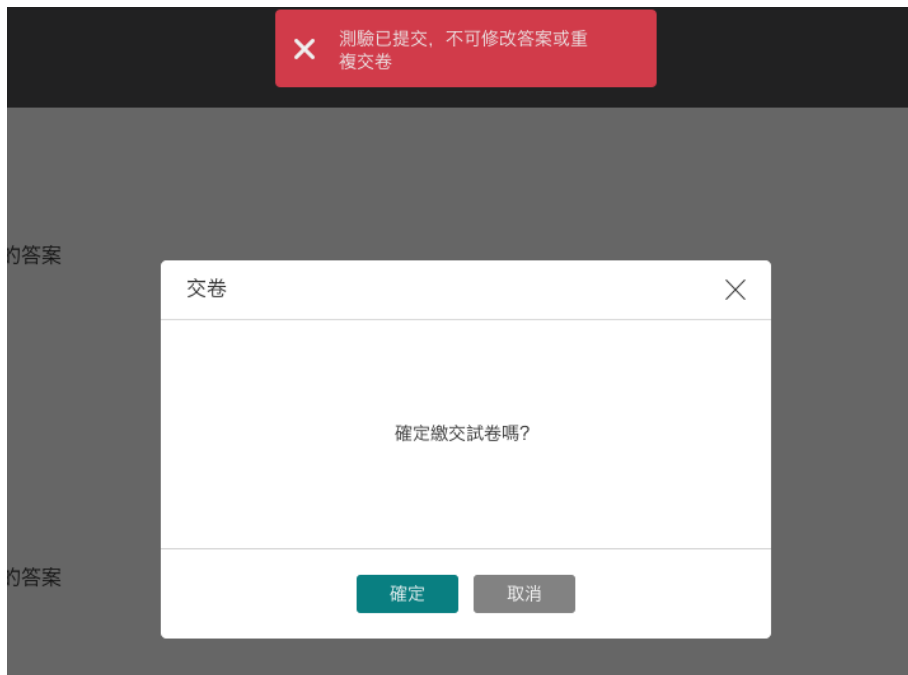 測驗已提交，不可修改答案或重
複交卷
的答案
交卷
確定繳交試卷嗎?
的答案
確定
取消